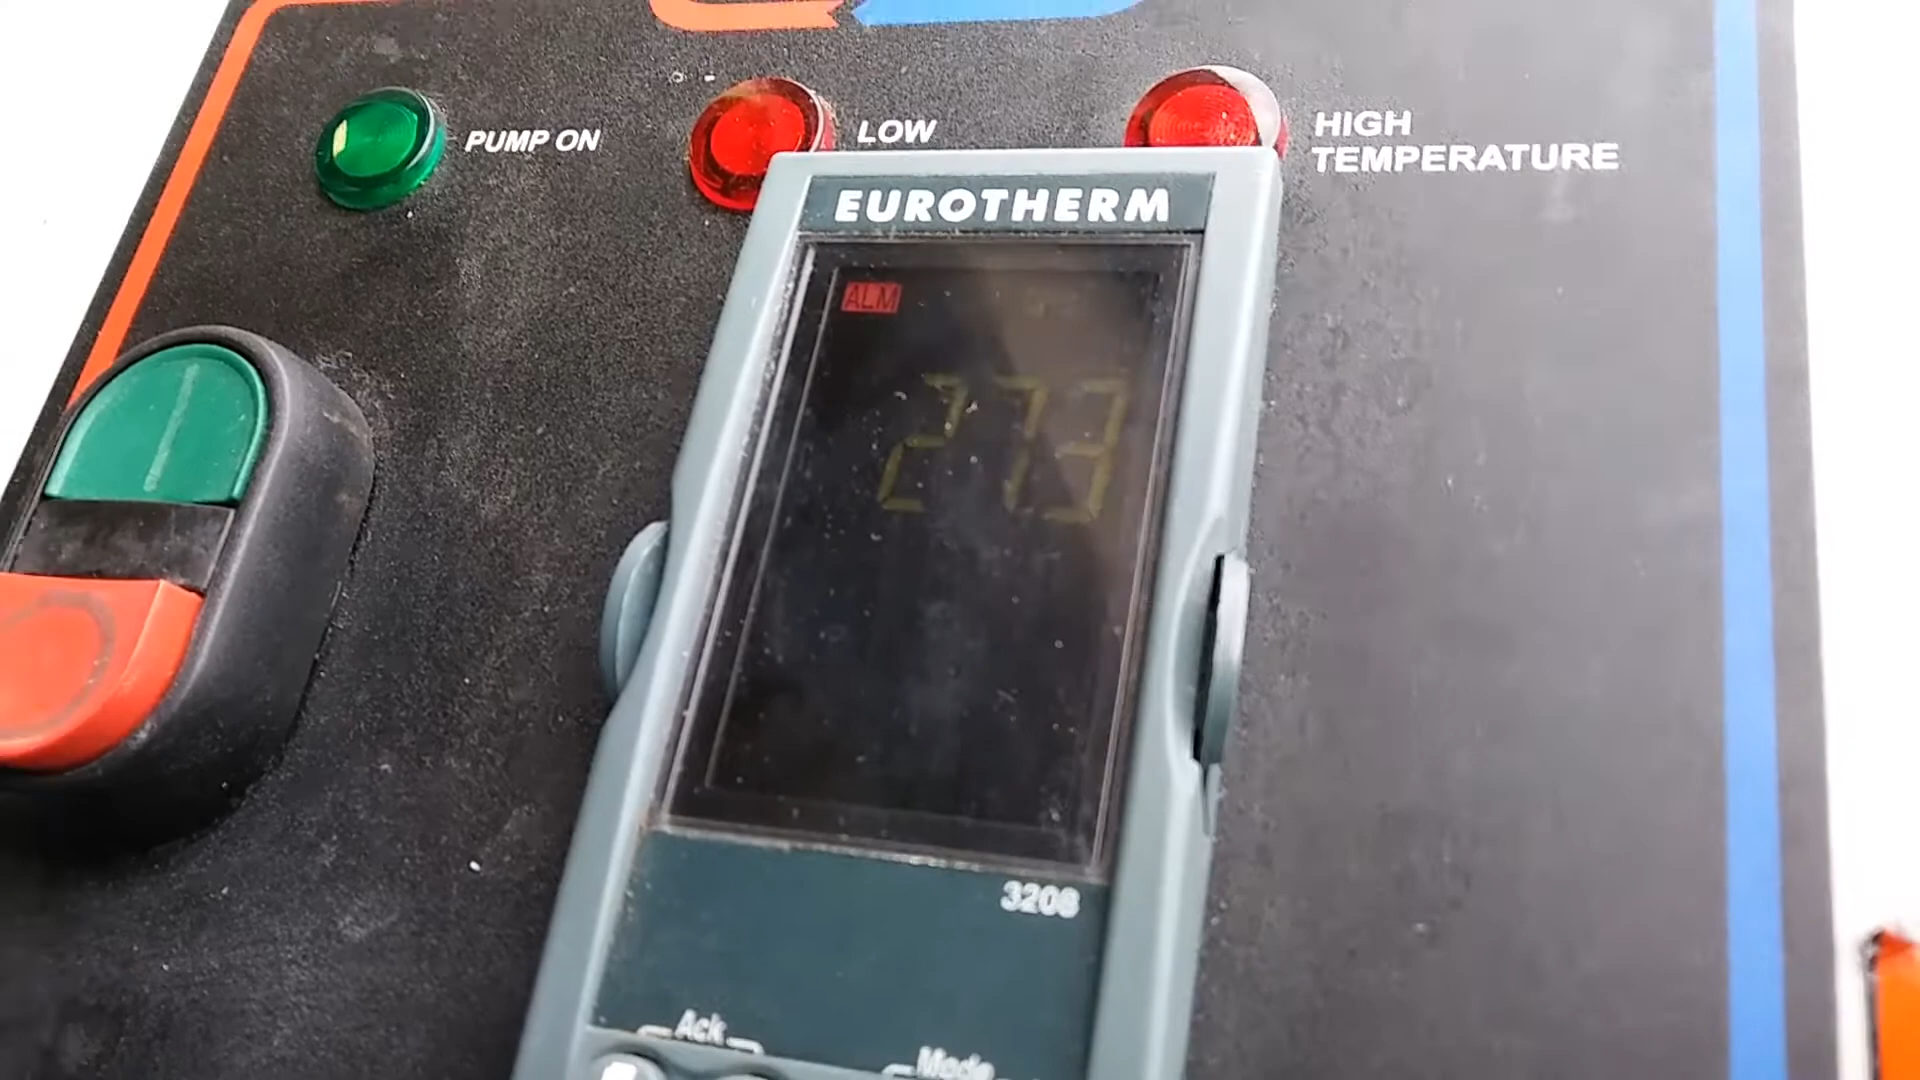 PUMP ON
LOW
HIGH
TEMPERATURE
EUROTHERM
ALM
273
3208
Ack
Mode